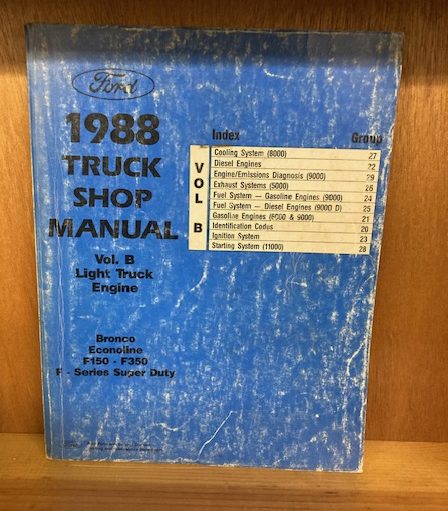 Ford
1988
TRUCK
SHOP
MANUAL
Vol. B
Light Truck
Engine
Bronco
Econoline
F150 - F350
F - Series Super Duty
Index Group
VOL B
Cooling System (8000) 27
Diesel Engines 22
Engine/Emissions Diagnosis (9000) 29
Exhaust Systems (5000) 26
Fuel System — Gasoline Engines (9000) 24
Fuel System — Diesel Engines (9000 D) 25
Gasoline Engines (6000 & 9000) 21
Identification Codes 20
Ignition System 23
Starting System (11000) 28